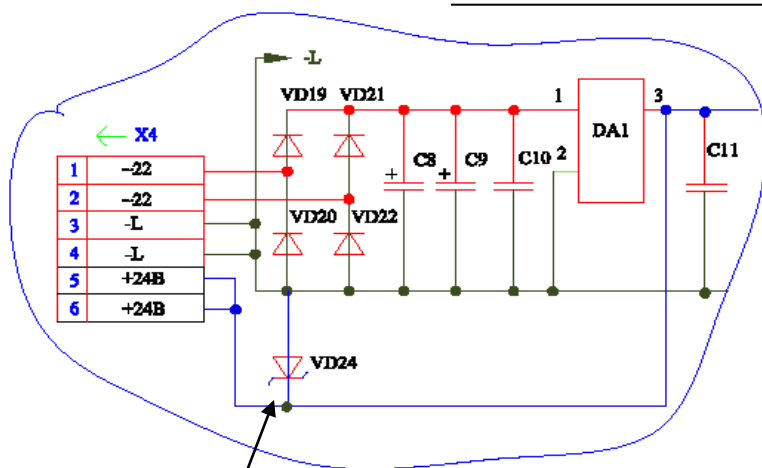 -L
VD19 VD21
X4
1 3
DA1
1 ~22
2 ~22
3 -L
4 -L
5 +24В
6 +24В
C8 C9 C10
+ +
2
C11
VD20 VD22
VD24